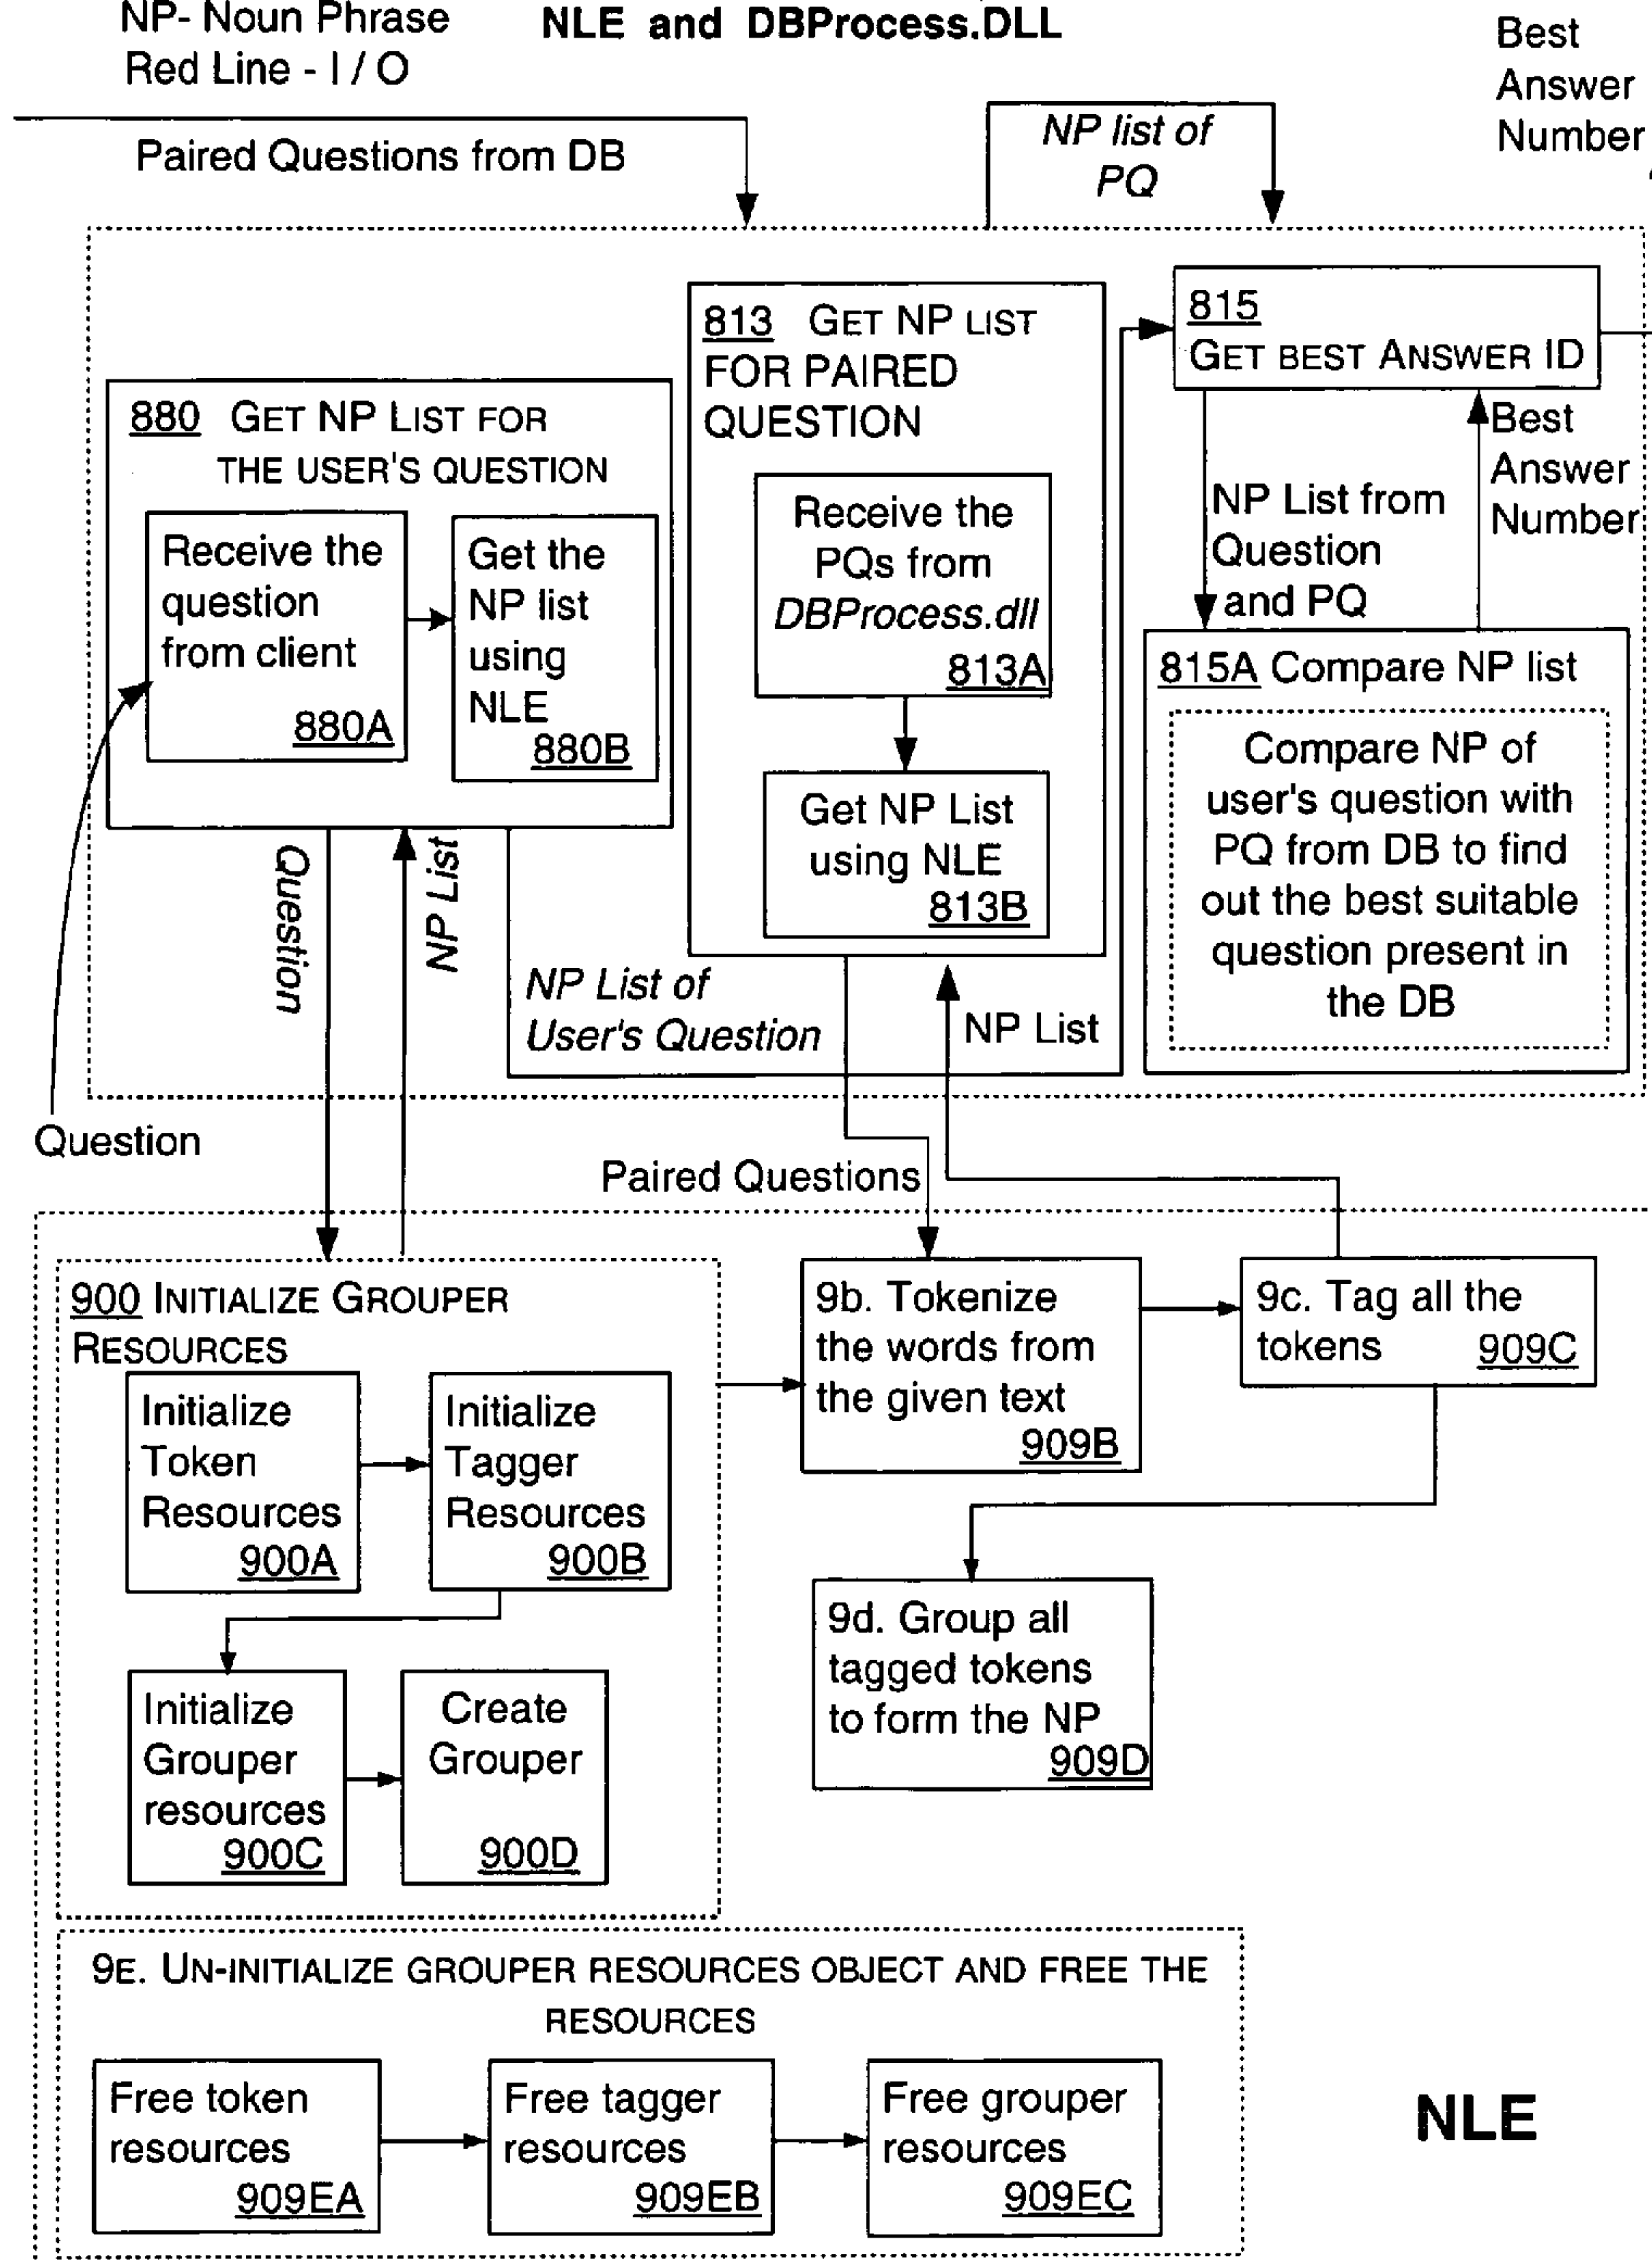 NP- Noun Phrase
Red Line - I / O
NLE and DBProcess.DLL
Best
Answer
Number
Paired Questions from DB
NP list of
PQ
880 GET NP LIST FOR
THE USER'S QUESTION
Receive the
question
from client
880A
Get the
NP list
using
NLE
880B
813 GET NP LIST
FOR PAIRED
QUESTION
Receive the
PQs from
DBProcess.dll
813A
Get NP List
using NLE
813B
815
GET BEST ANSWER ID
NP List from
Question
and PQ
Best
Answer
Number
815A Compare NP list
Compare NP of
user's question with
PQ from DB to find
out the best suitable
question present in
the DB
Question
NP List
NP List of
User's Question
NP List
Question
Paired Questions
900 INITIALIZE GROUPER
RESOURCES
Initialize
Token
Resources
900A
Initialize
Tagger
Resources
900B
Initialize
Grouper
resources
900C
Create
Grouper
900D
9b. Tokenize
the words from
the given text
909B
9c. Tag all the
tokens 909C
9d. Group all
tagged tokens
to form the NP
909D
9E. UN-INITIALIZE GROUPER RESOURCES OBJECT AND FREE THE
RESOURCES
Free token
resources
909EA
Free tagger
resources
909EB
Free grouper
resources
909EC
NLE